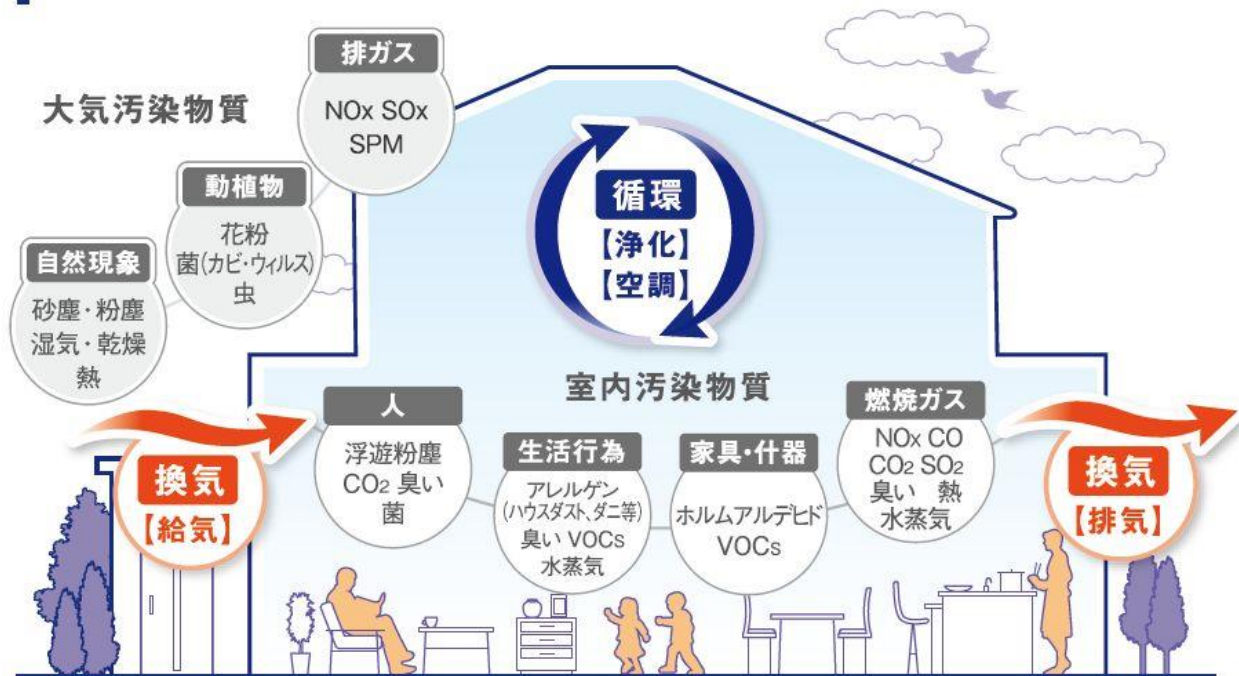 大気汚染物質
排ガス
NOx SOx
SPM
動植物
花粉
菌(カビ・ウィルス)
虫
自然現象
砂塵・粉塵
湿気・乾燥
熱
循環
【浄化】
【空調】
室内汚染物質
換気
【給気】
人
浮遊粉塵
CO2 臭い
菌
生活行為
アレルゲン
(ハウスダスト、ダニ等)
臭い VOCs
水蒸気
家具・什器
ホルムアルデヒド
VOCs
燃焼ガス
NOx CO
CO2 SO2
臭い 熱
水蒸気
換気
【排気】